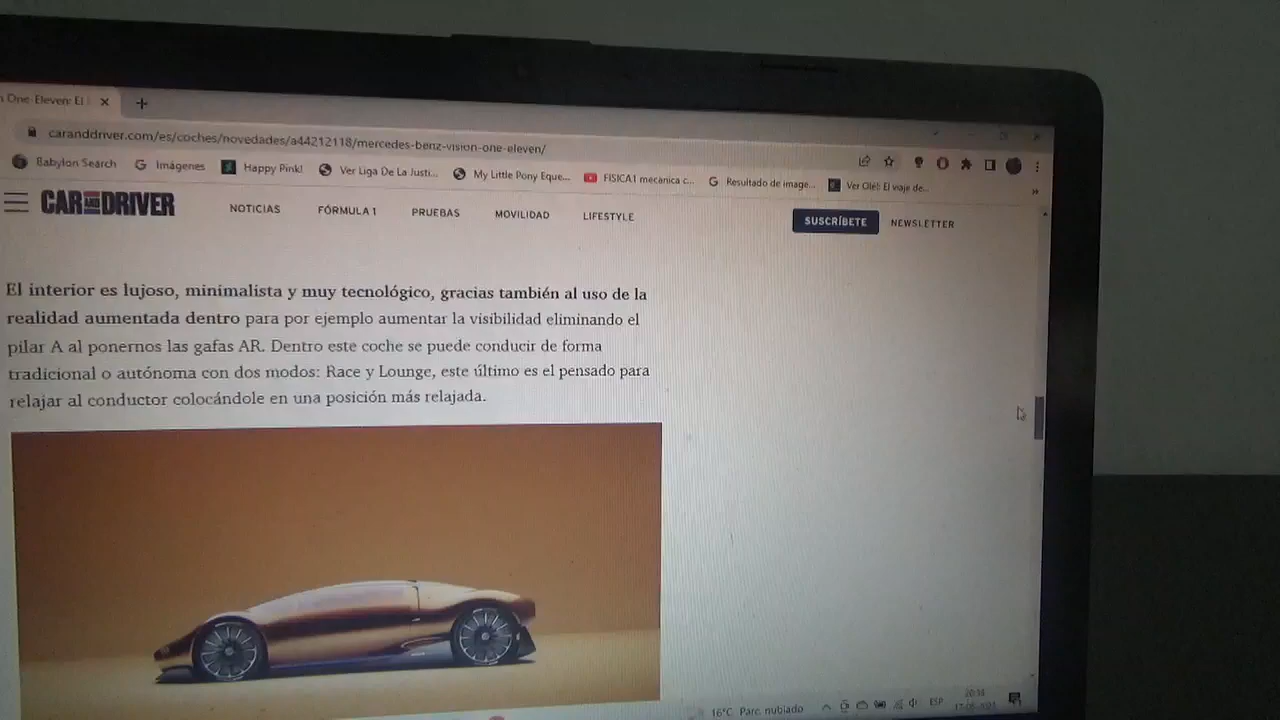 One-Eleven: El
caranddriver.com/es/coches/novedades/a44212118/mercedes-benz-vision-one-eleven/
Babylon Search Imágenes Happy Pink! Ver Liga De La Justi... My Little Pony Eque... FISICA1 mecánica c... Resultado de image... Ver Olé!: El viaje de...
CAR AND DRIVER NOTICIAS FÓRMULA 1 PRUEBAS MOVILIDAD LIFESTYLE SUSCRÍBETE NEWSLETTER
El interior es lujoso, minimalista y muy tecnológico, gracias también al uso de la
realidad aumentada dentro para por ejemplo aumentar la visibilidad eliminando el
pilar A al ponernos las gafas AR. Dentro este coche se puede conducir de forma
tradicional o autónoma con dos modos: Race y Lounge, este último es el pensado para
relajar al conductor colocándole en una posición más relajada.
16°C Parc. nublado ESP